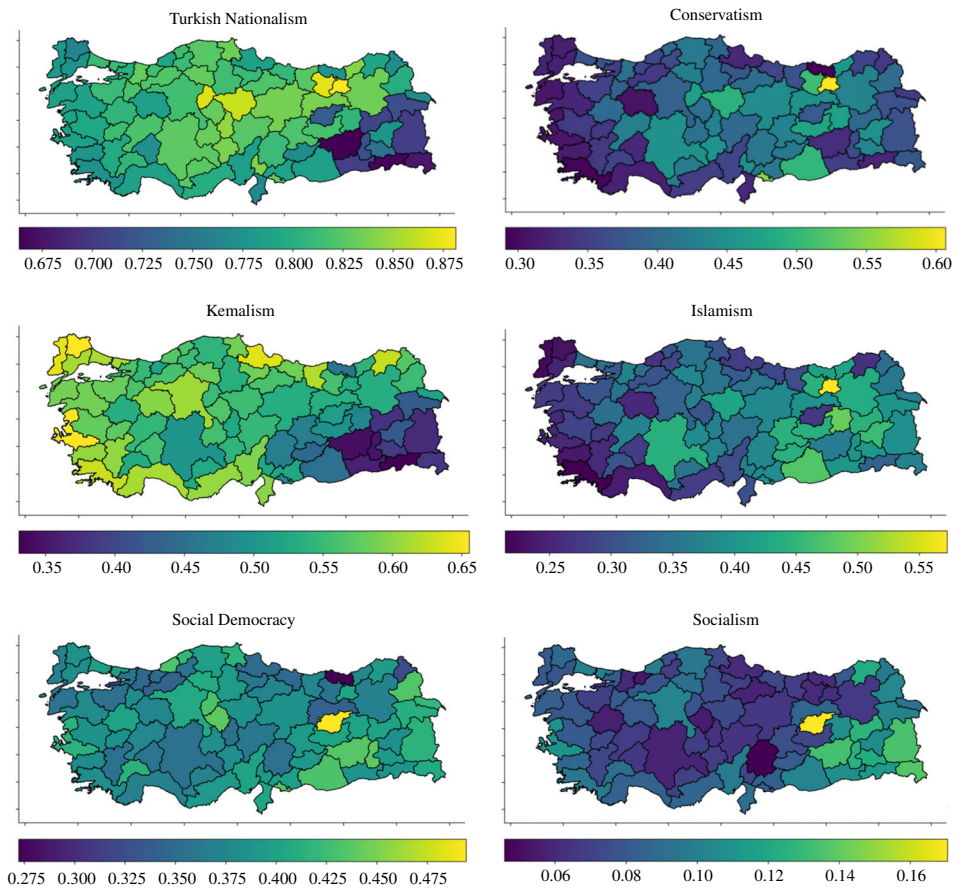 Turkish Nationalism
Conservatism
0.675 0.700 0.725 0.750 0.775 0.800 0.825 0.850 0.875
0.30 0.35 0.40 0.45 0.50 0.55 0.60
Kemalism
Islamism
0.35 0.40 0.45 0.50 0.55 0.60 0.65
0.25 0.30 0.35 0.40 0.45 0.50 0.55
Social Democracy
Socialism
0.275 0.300 0.325 0.350 0.375 0.400 0.425 0.450 0.475
0.06 0.08 0.10 0.12 0.14 0.16